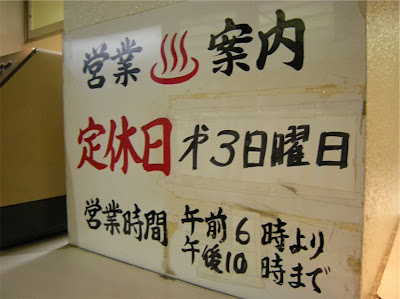 営業♨案内
定休日 才3日曜日
営業時間 午前6時より
午後10時まで